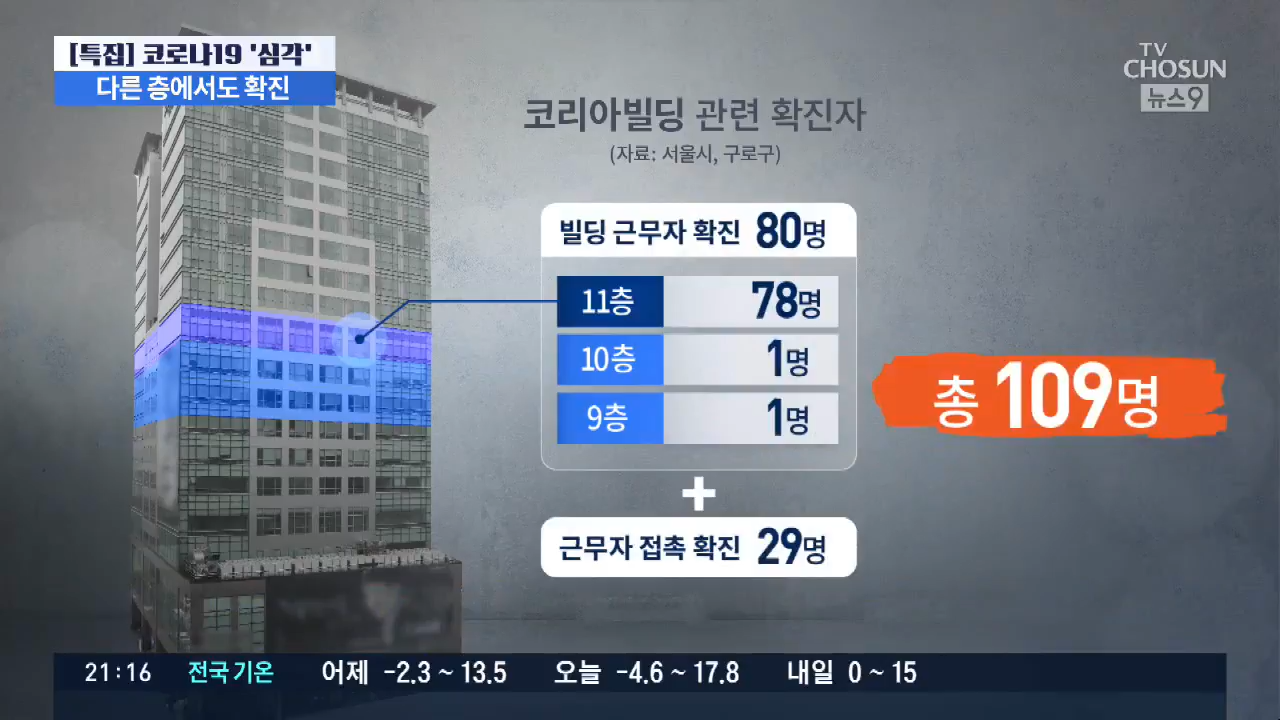 [특집] 코로나19 '심각'
다른 층에서도 확진
TV
CHOSUN
뉴스9
코리아빌딩 관련 확진자
(자료: 서울시, 구로구)
빌딩 근무자 확진 80명
11층 78명
10층 1명
9층 1명
총 109명
+
근무자 접촉 확진 29명
21:16 전국 기온 어제 -2.3 ~ 13.5 오늘 -4.6 ~ 17.8 내일 0 ~ 15